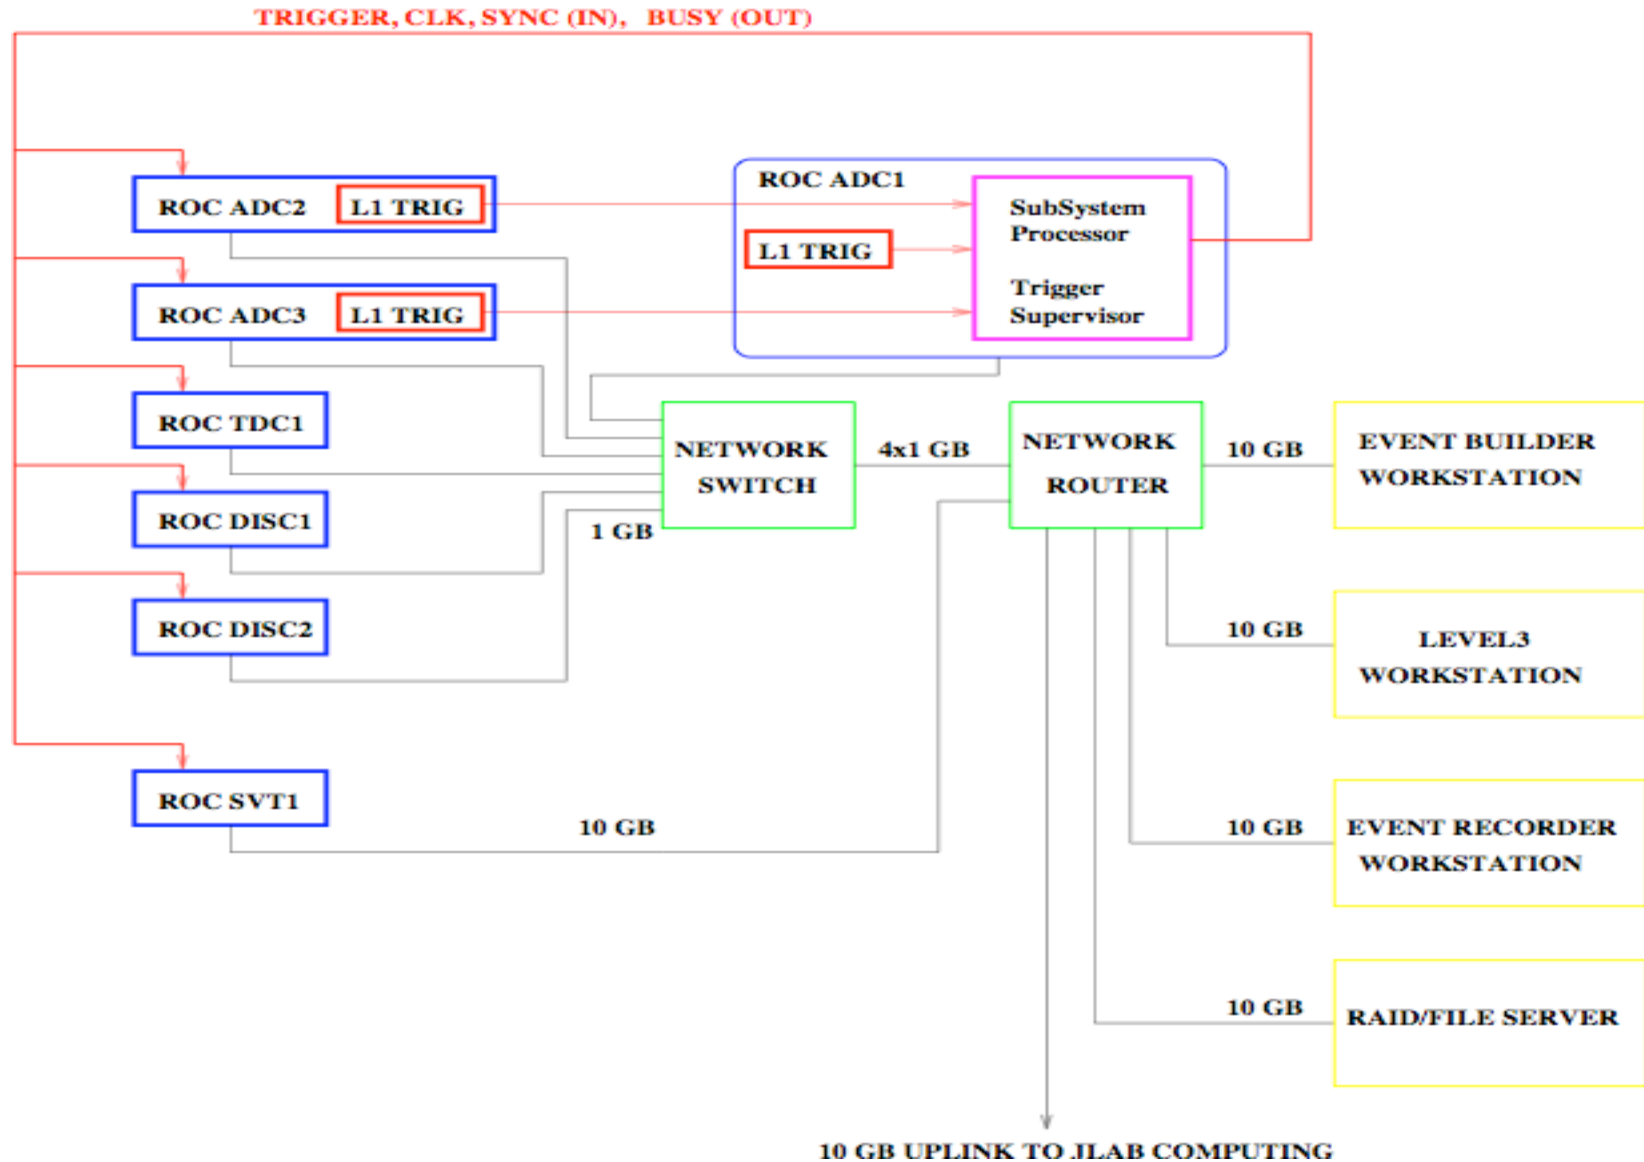 TRIGGER, CLK, SYNC (IN), BUSY (OUT)
ROC ADC2 L1 TRIG
ROC ADC3 L1 TRIG
ROC TDC1
ROC DISC1
ROC DISC2
ROC SVT1
ROC ADC1
L1 TRIG
SubSystem
Processor
Trigger
Supervisor
NETWORK
SWITCH
1 GB
4x1 GB
NETWORK
ROUTER
10 GB
EVENT BUILDER
WORKSTATION
10 GB
LEVEL3
WORKSTATION
10 GB
10 GB
EVENT RECORDER
WORKSTATION
10 GB
RAID/FILE SERVER
10 GB UPLINK TO JLAB COMPUTING